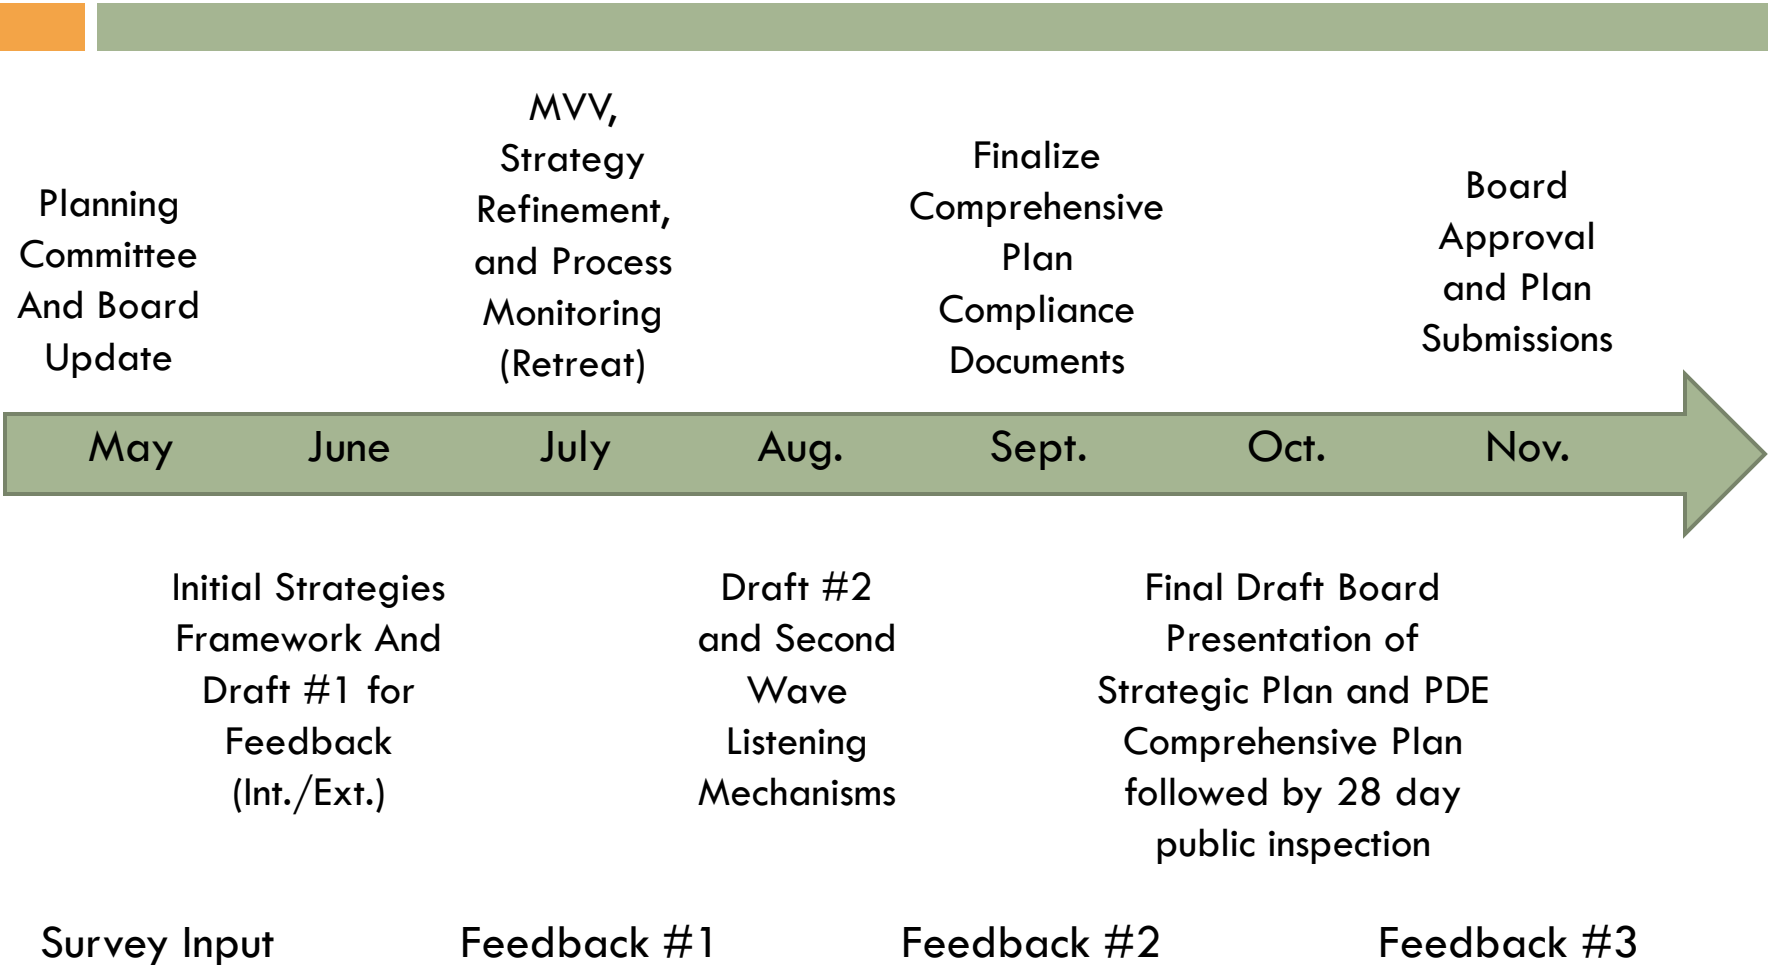 Planning
Committee
And Board
Update
MVV,
Strategy
Refinement,
and Process
Monitoring
(Retreat)
Finalize
Comprehensive
Plan
Compliance
Documents
Board
Approval
and Plan
Submissions
May June July Aug. Sept. Oct. Nov.
Initial Strategies
Framework And
Draft #1 for
Feedback
(Int./Ext.)
Draft #2
and Second
Wave
Listening
Mechanisms
Final Draft Board
Presentation of
Strategic Plan and PDE
Comprehensive Plan
followed by 28 day
public inspection
Survey Input Feedback #1 Feedback #2 Feedback #3